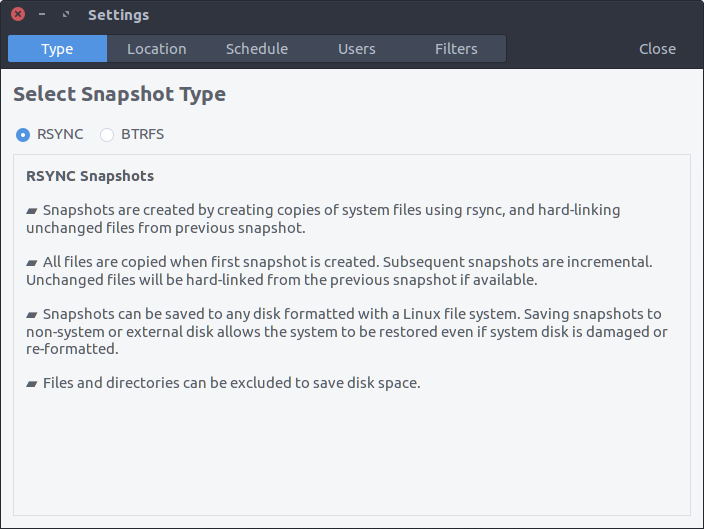 Settings
Type Location Schedule Users Filters Close
Select Snapshot Type
RSYNC BTRFS
RSYNC Snapshots
▰ Snapshots are created by creating copies of system files using rsync, and hard-linking
unchanged files from previous snapshot.
▰ All files are copied when first snapshot is created. Subsequent snapshots are incremental.
Unchanged files will be hard-linked from the previous snapshot if available.
▰ Snapshots can be saved to any disk formatted with a Linux file system. Saving snapshots to
non-system or external disk allows the system to be restored even if system disk is damaged or
re-formatted.
▰ Files and directories can be excluded to save disk space.